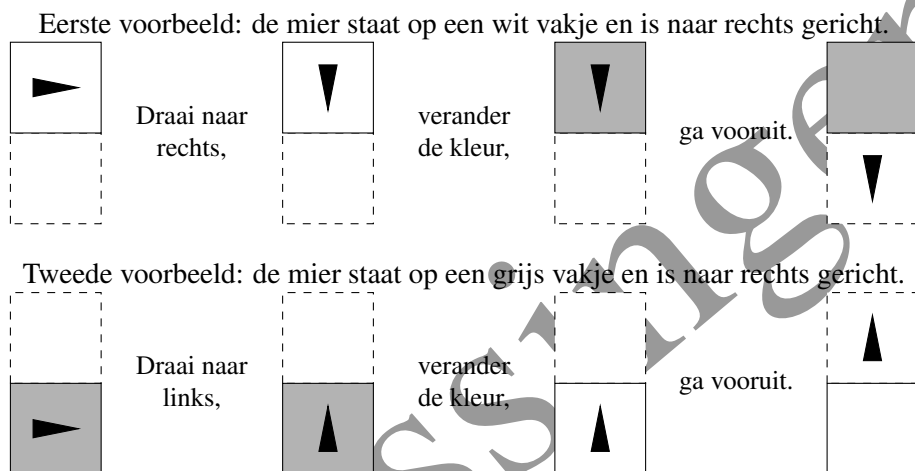 Eerste voorbeeld: de mier staat op een wit vakje en is naar rechts gericht.
Draai naar
rechts,
verander
de kleur,
ga vooruit.
Tweede voorbeeld: de mier staat op een grijs vakje en is naar rechts gericht.
Draai naar
links,
verander
de kleur,
ga vooruit.